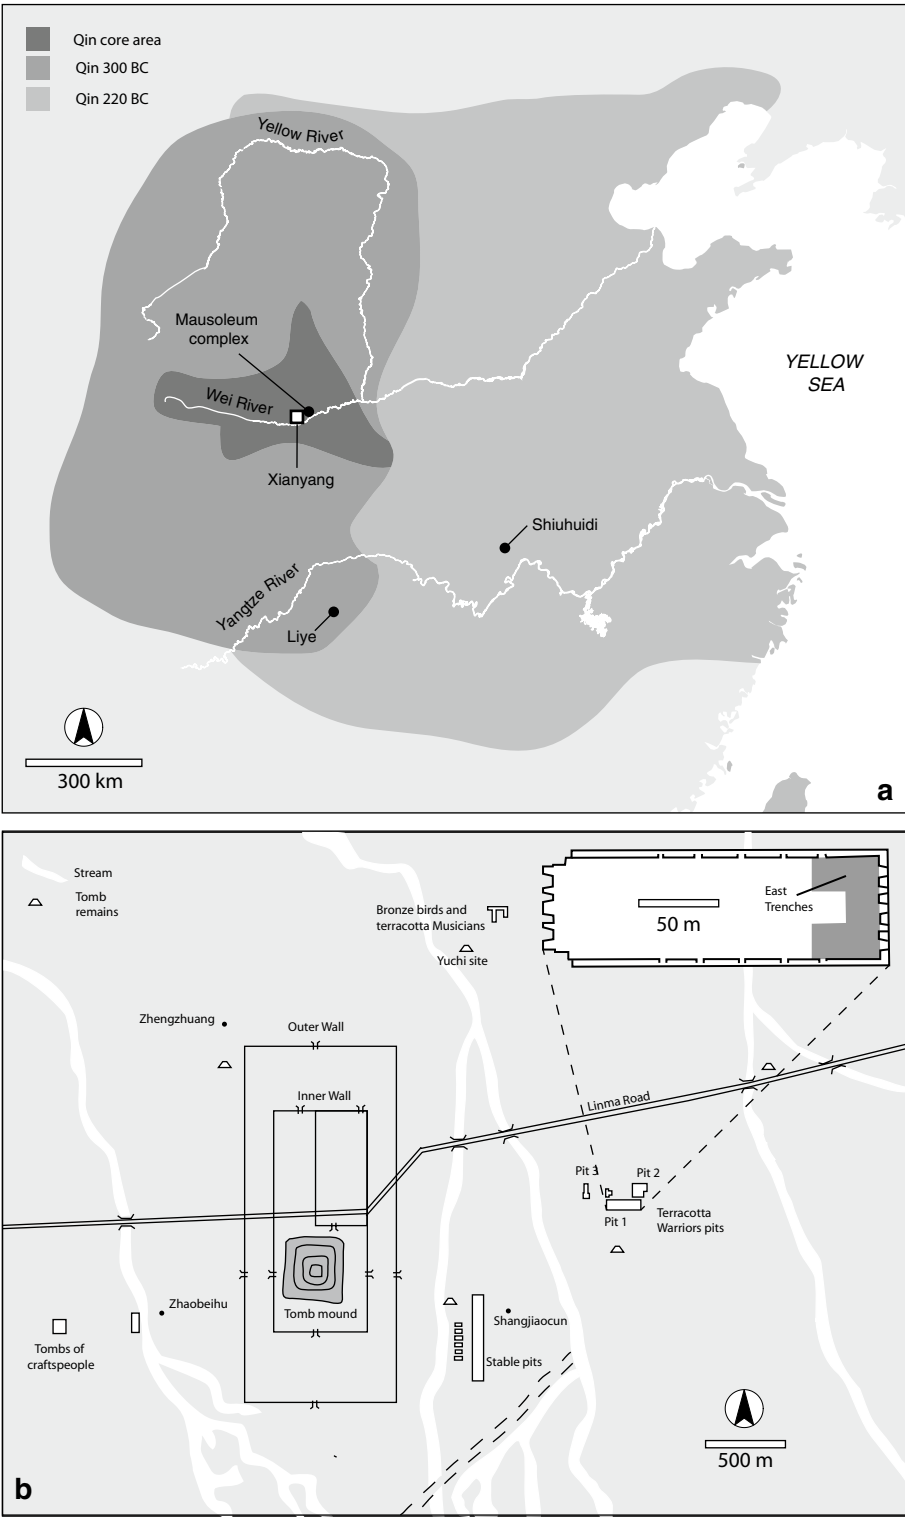 Qin core area
Qin 300 BC
Qin 220 BC
Yellow River
Mausoleum
complex
Wei River
Xianyang
YELLOW
SEA
Shiuhuidi
Yangtze River
Liye
300 km
a
Stream
Tomb
remains
Bronze birds and
terracotta Musicians
Yuchi site
East
Trenches
50 m
Zhengzhuang
Outer Wall
Inner Wall
Linma Road
Pit 3
Pit 2
Pit 1
Terracotta
Warriors pits
Zhaobeihu
Tomb mound
Shangjiaocun
Tombs of
craftspeople
Stable pits
500 m
b